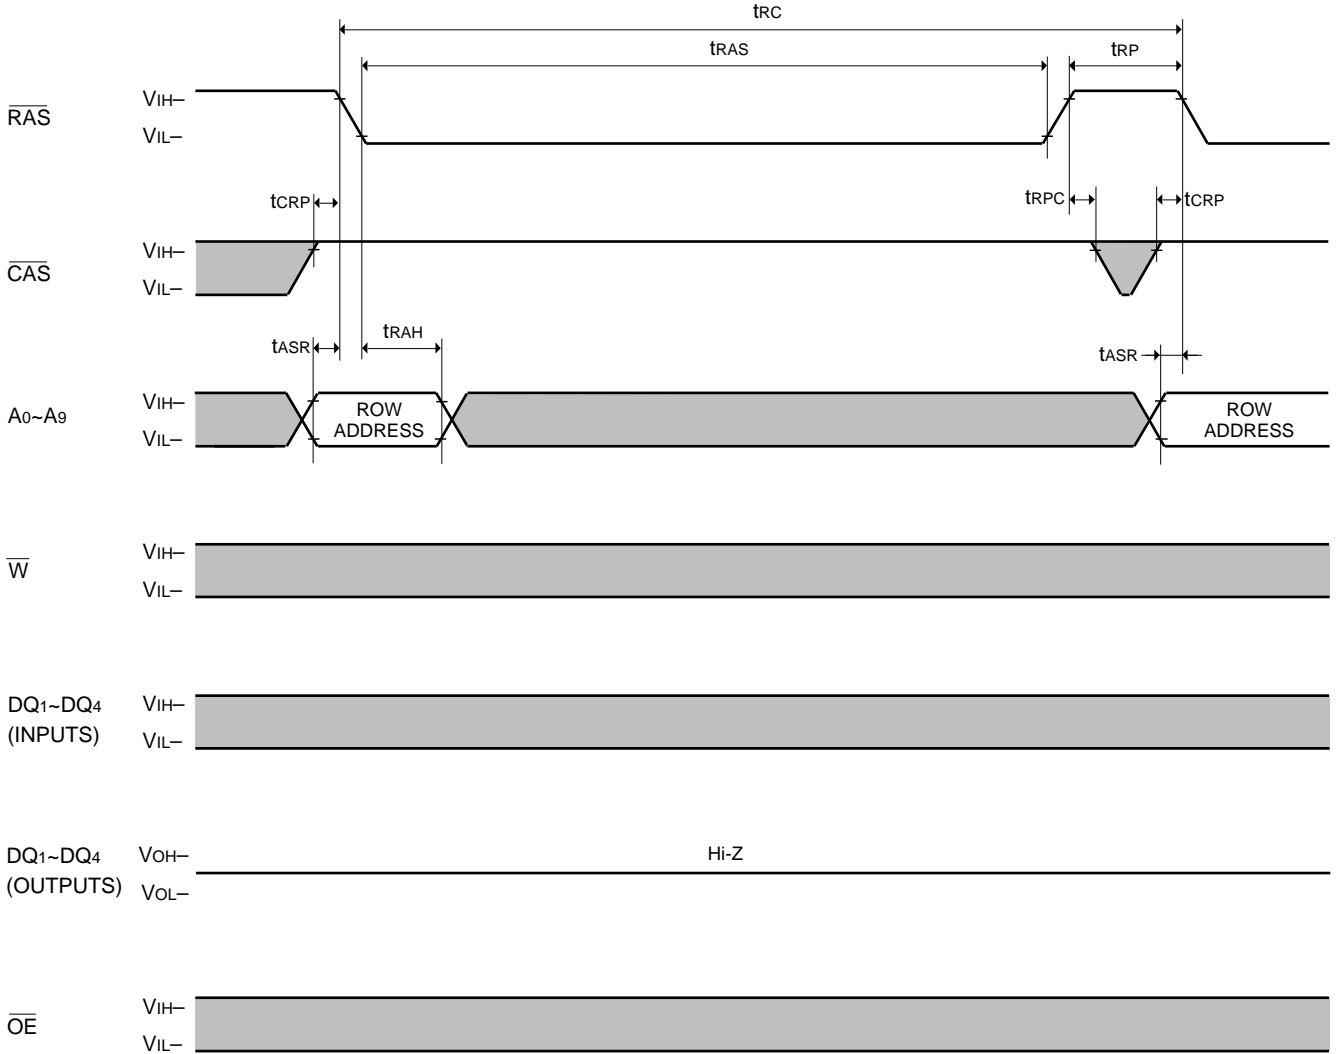 tRC
tRAS
tRP
RAS
VIH–
VIL–
tCRP
tRPC
tCRP
CAS
VIH–
VIL–
tASR
tRAH
tASR
A0~A9
VIH–
VIL–
ROW
ADDRESS
ROW
ADDRESS
W
VIH–
VIL–
DQ1~DQ4
(INPUTS)
VIH–
VIL–
DQ1~DQ4
(OUTPUTS)
VOH–
VOL–
Hi-Z
OE
VIH–
VIL–